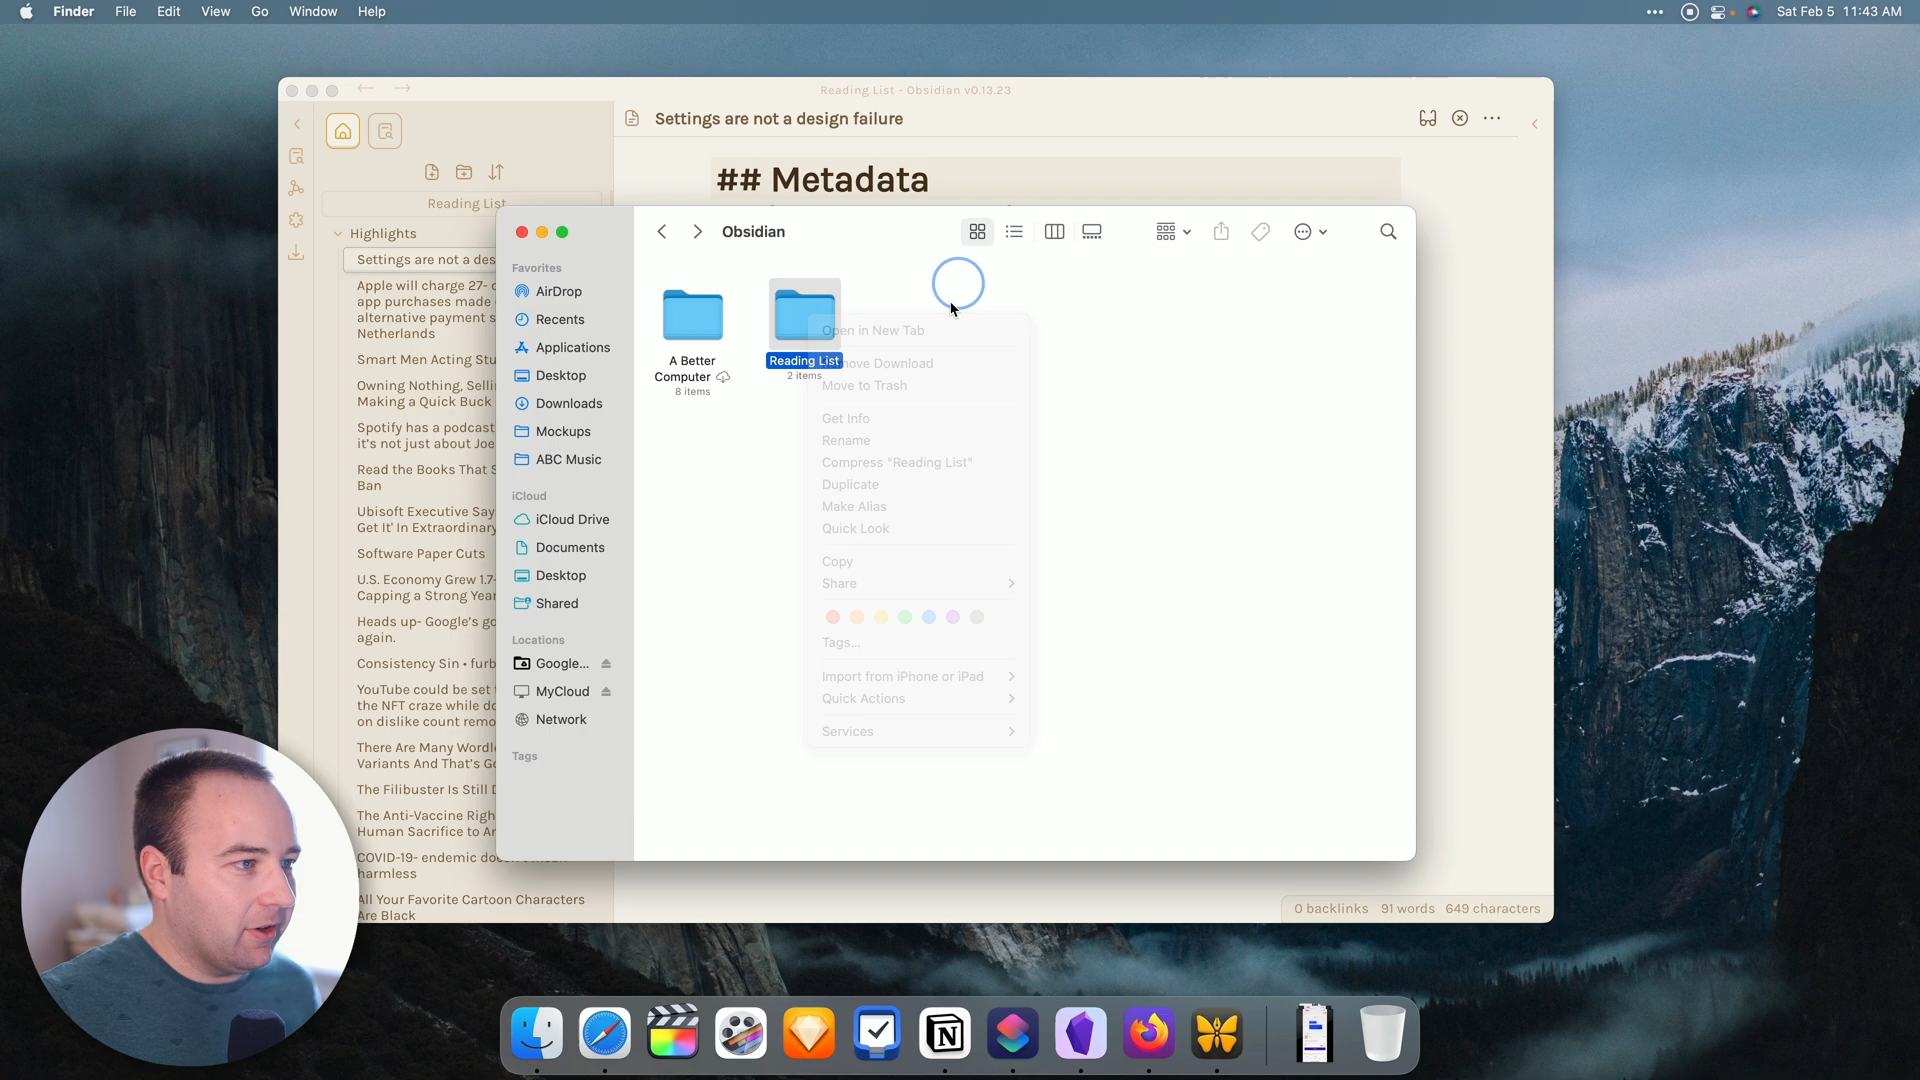 Finder File Edit View Go Window Help
Sat Feb 5 11:43 AM
Reading List - Obsidian v0.13.23
Settings are not a design failure
## Metadata
Reading List
Highlights
Settings are not a des
Apple will charge 27-
app purchases made
alternative payment s
Netherlands
Smart Men Acting Stu
Owning Nothing, Selli
Making a Quick Buck
Spotify has a podcast
it's not just about Joe
Read the Books That S
Ban
Ubisoft Executive Say
Get It' In Extraordinary
Software Paper Cuts
U.S. Economy Grew 1.7-
Capping a Strong Year
Heads up- Google's go
again.
Consistency Sin • furb
YouTube could be set t
the NFT craze while do
on dislike count remo
There Are Many Wordle
Variants And That's Go
The Filibuster Is Still D
The Anti-Vaccine Righ
Human Sacrifice to Am
COVID-19- endemic doe
harmless
All Your Favorite Cartoon Characters
Are Black
Obsidian
Favorites
AirDrop
Recents
Applications
Desktop
Downloads
Mockups
ABC Music
iCloud
iCloud Drive
Documents
Desktop
Shared
Locations
Google...
MyCloud
Network
Tags
A Better
Computer
8 items
Reading List
2 items
Open in New Tab
Remove Download
Move to Trash
Get Info
Rename
Compress "Reading List"
Duplicate
Make Alias
Quick Look
Copy
Share
Tags...
Import from iPhone or iPad
Quick Actions
Services
0 backlinks 91 words 649 characters